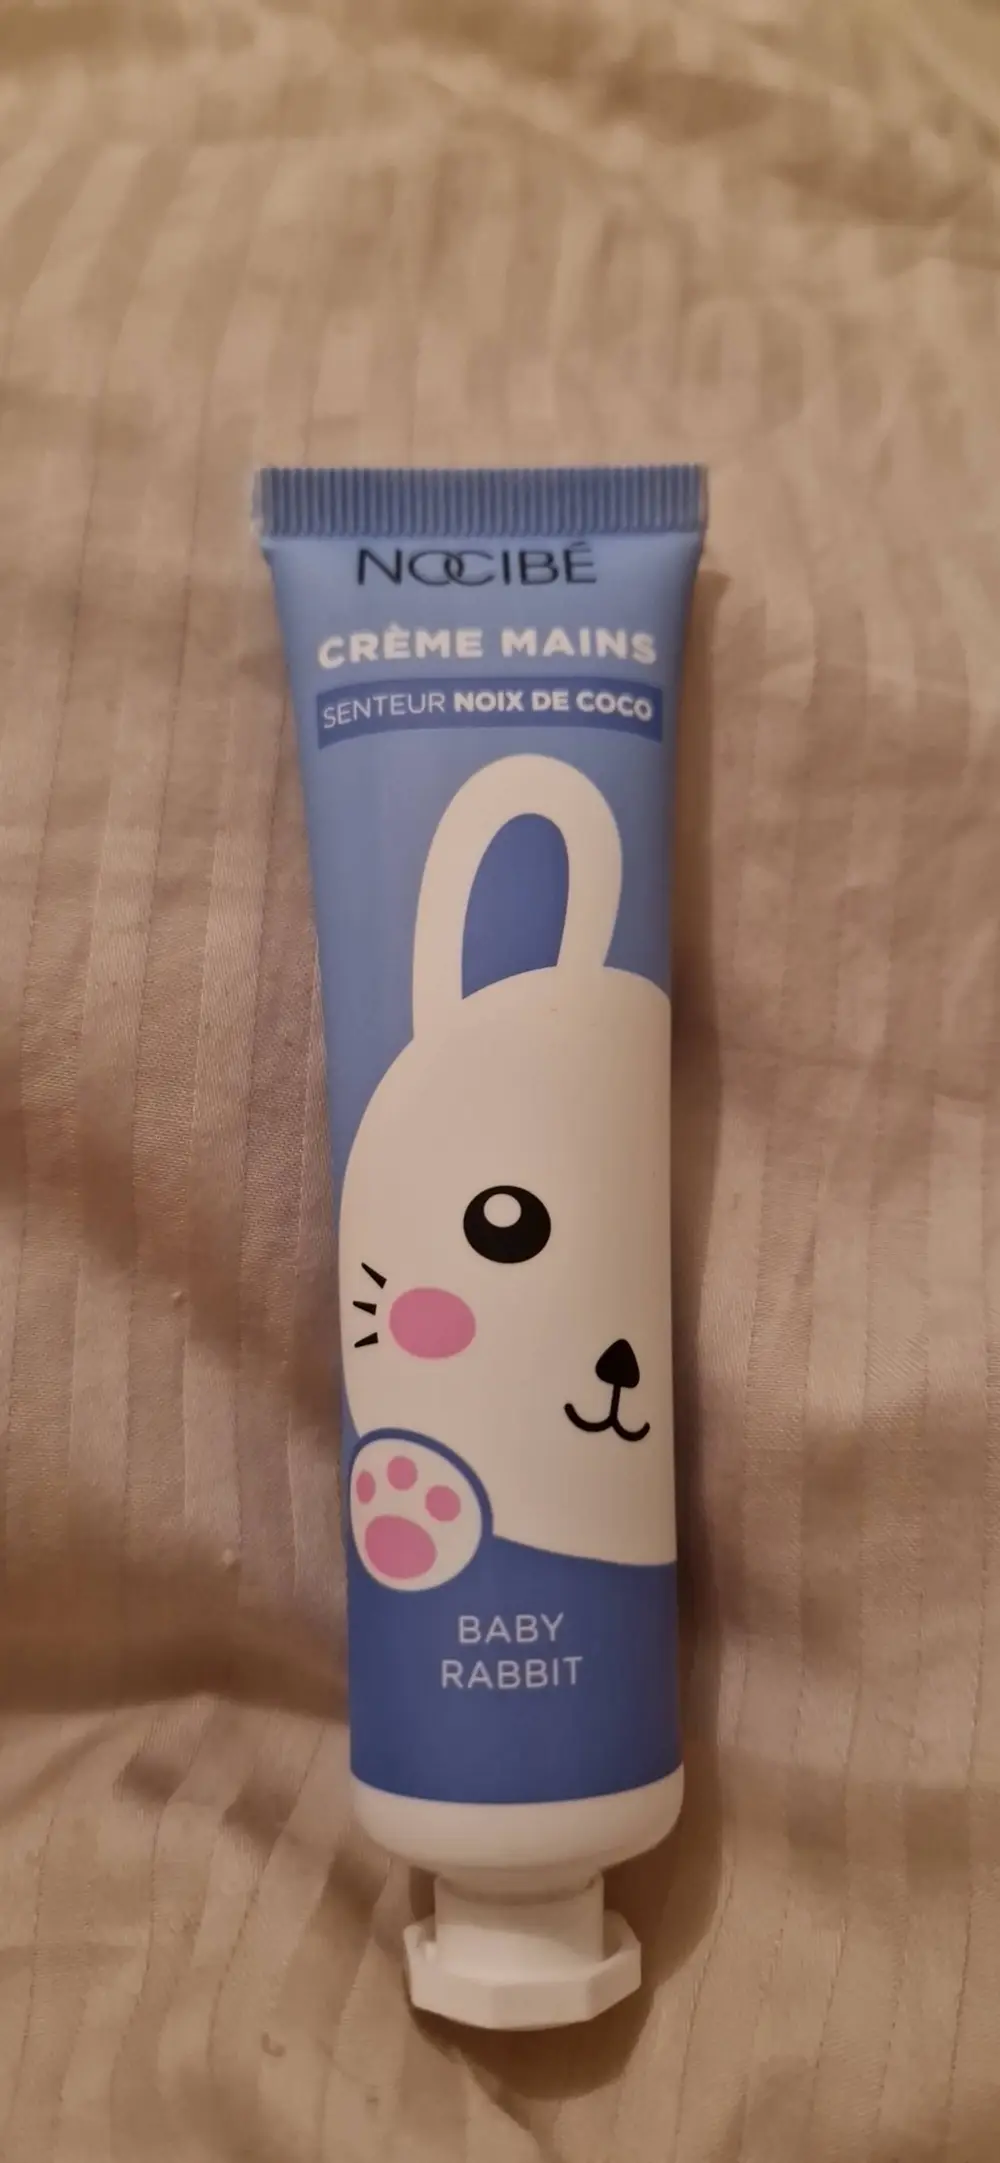 NOCIBÉ
CRÈME MAINS
SENTEUR NOIX DE COCO
BABY
RABBIT